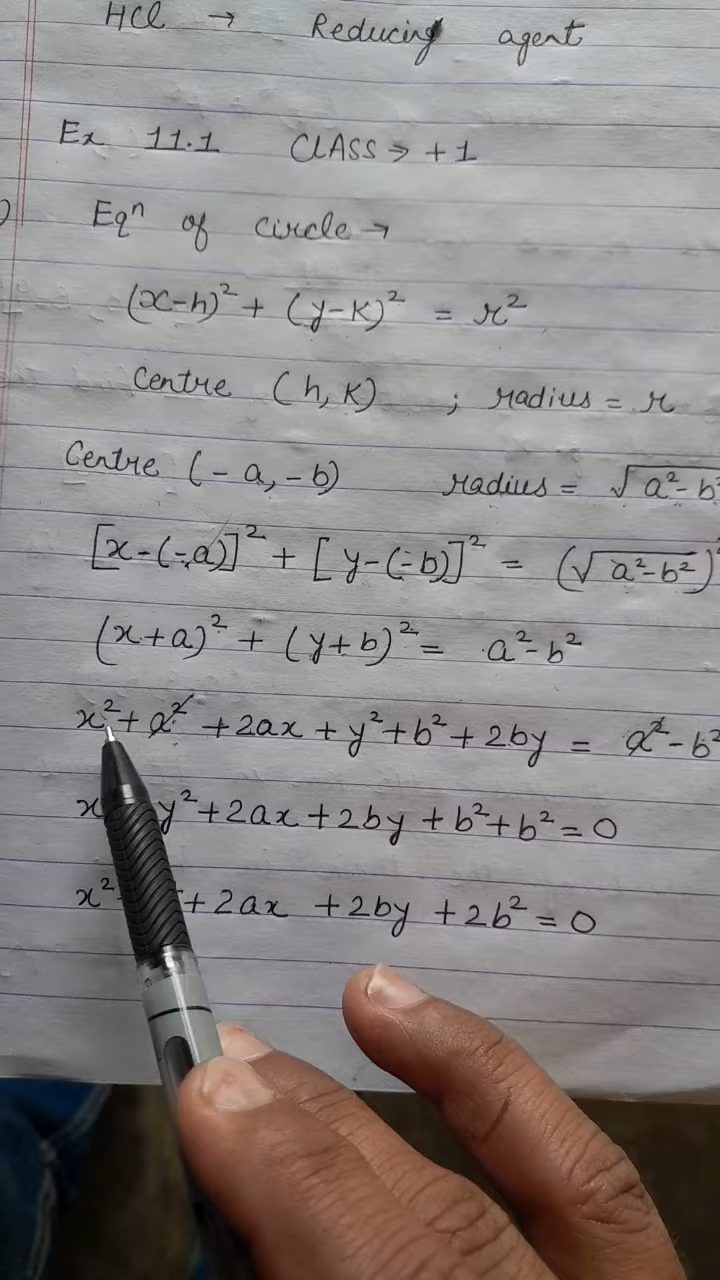 HCl → Reducing agent
Ex 11.1 CLASS → +1
) Eqⁿ of circle →
(x-h)² + (y-k)² = r²
Centre (h, k) ; radius = r
Centre (-a, -b) radius = √a²-b²
[x-(-a)]² + [y-(-b)]² = (√a²-b²)²
(x+a)² + (y+b)² = a²-b²
x² + a² + 2ax + y² + b² + 2by = a² - b²
x y² + 2ax + 2by + b² + b² = 0
x² + 2ax + 2by + 2b² = 0